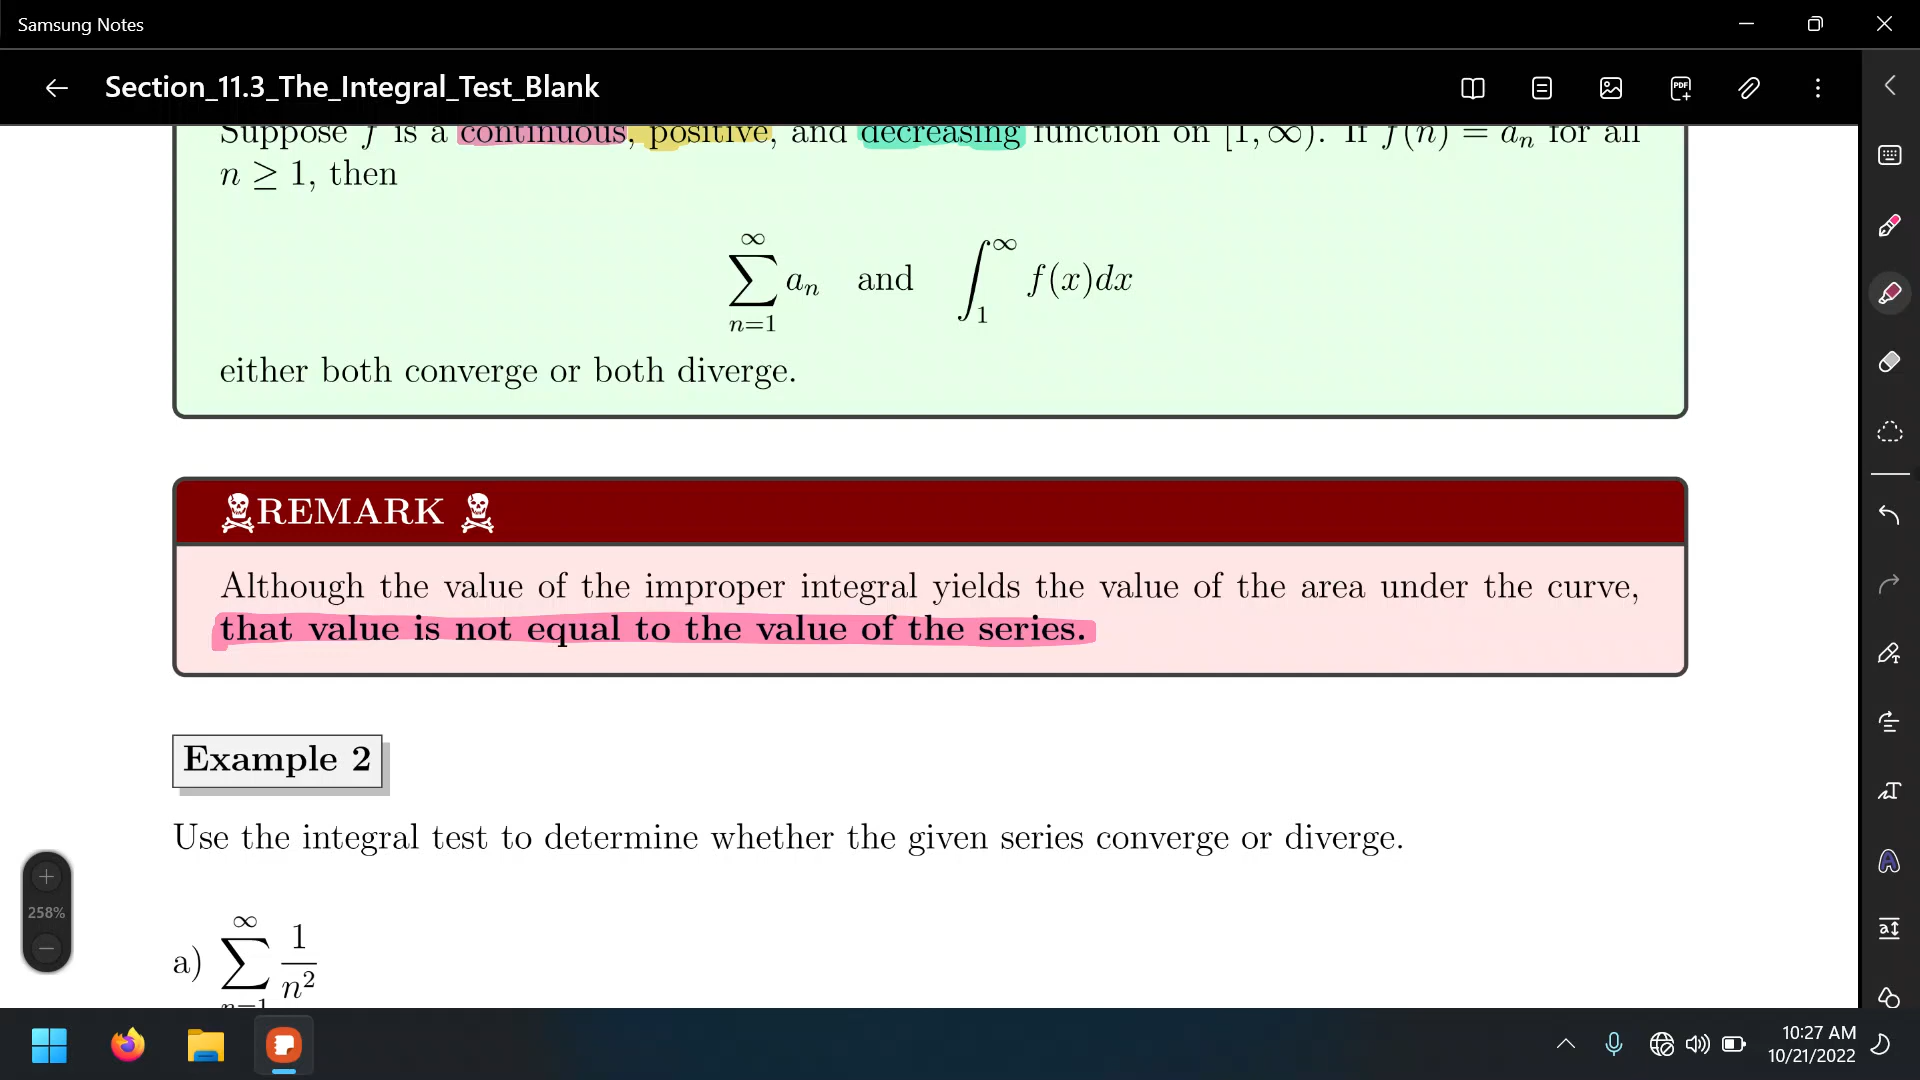 Samsung Notes
Section_11.3_The_Integral_Test_Blank
Suppose f is a continuous, positive, and decreasing function on [1, ∞). If f(n) = aₙ for all
n ≥ 1, then
∞
∑ aₙ and ∫₁^∞ f(x)dx
n=1
either both converge or both diverge.
☠REMARK ☠
Although the value of the improper integral yields the value of the area under the curve,
that value is not equal to the value of the series.
Example 2
Use the integral test to determine whether the given series converge or diverge.
258%
∞
a) ∑ 1/n²
n=1
10:27 AM
10/21/2022